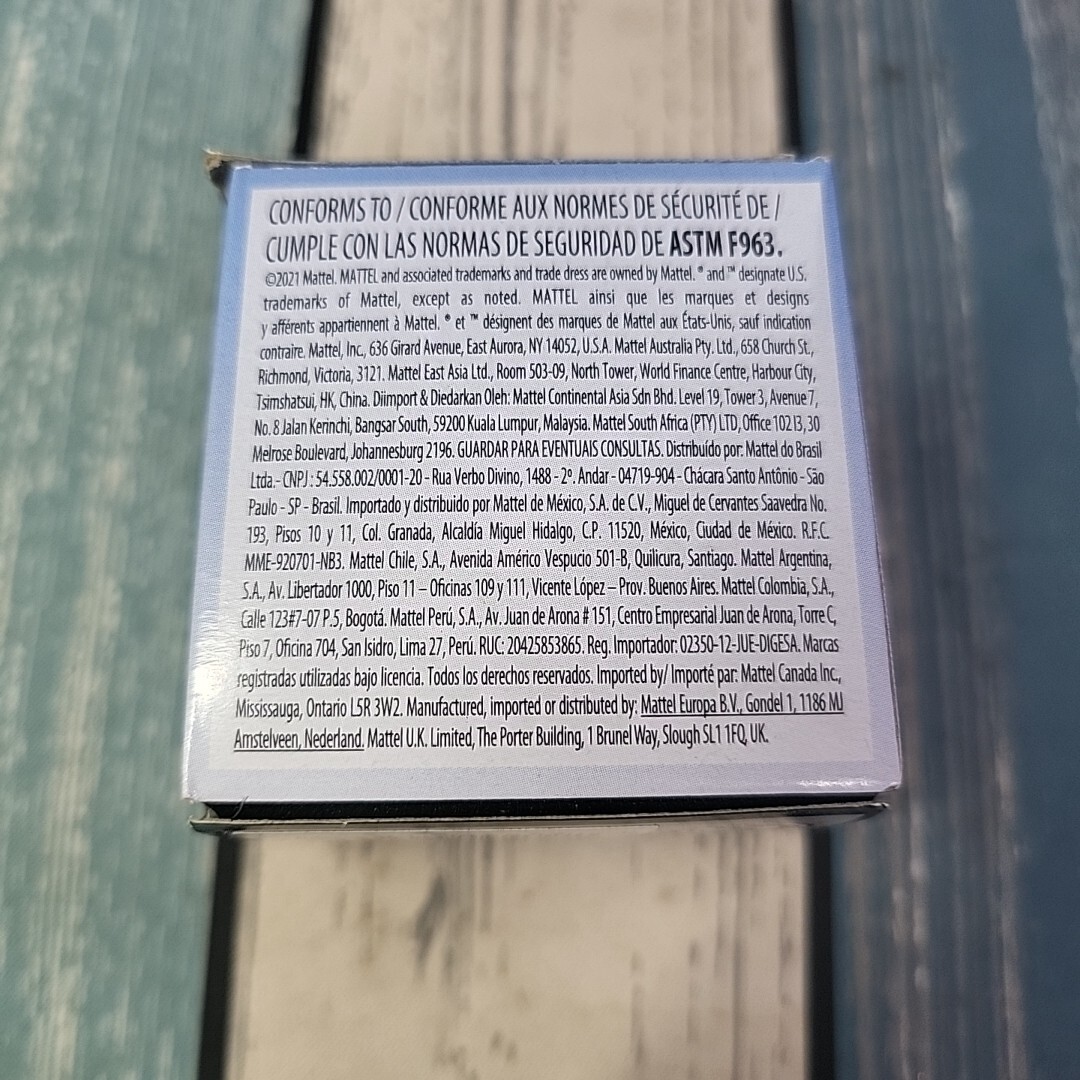 CONFORMS TO / CONFORME AUX NORMES DE SÉCURITÉ DE /
CUMPLE CON LAS NORMAS DE SEGURIDAD DE ASTM F963.
©2021 Mattel. MATTEL and associated trademarks and trade dress are owned by Mattel. ® and ™ designate U.S.
trademarks of Mattel, except as noted. MATTEL ainsi que les marques et designs
y afférents appartiennent à Mattel. ® et ™ désignent des marques de Mattel aux États-Unis, sauf indication
contraire. Mattel, Inc., 636 Girard Avenue, East Aurora, NY 14052, U.S.A. Mattel Australia Pty. Ltd., 658 Church St.,
Richmond, Victoria, 3121. Mattel East Asia Ltd., Room 503-09, North Tower, World Finance Centre, Harbour City,
Tsimshatsui, HK, China. Diimport & Diedarkan Oleh: Mattel Continental Asia Sdn Bhd. Level 19, Tower 3, Avenue 7,
No. 8 Jalan Kerinchi, Bangsar South, 59200 Kuala Lumpur, Malaysia. Mattel South Africa (PTY) LTD, Office 102 I3, 30
Melrose Boulevard, Johannesburg 2196. GUARDAR PARA EVENTUAIS CONSULTAS. Distribuído por: Mattel do Brasil
Ltda.- CNPJ : 54.558.002/0001-20 - Rua Verbo Divino, 1488 - 2º. Andar - 04719-904 - Chácara Santo Antônio - São
Paulo - SP - Brasil. Importado y distribuido por Mattel de México, S.A. de C.V., Miguel de Cervantes Saavedra No.
193, Pisos 10 y 11, Col. Granada, Alcaldía Miguel Hidalgo, C.P. 11520, México, Ciudad de México. R.F.C.
MME-920701-NB3. Mattel Chile, S.A., Avenida Américo Vespucio 501-B, Quilicura, Santiago. Mattel Argentina,
S.A., Av. Libertador 1000, Piso 11 – Oficinas 109 y 111, Vicente López – Prov. Buenos Aires. Mattel Colombia, S.A.,
Calle 123#7-07 P.5, Bogotá. Mattel Perú, S.A., Av. Juan de Arona # 151, Centro Empresarial Juan de Arona, Torre C,
Piso 7, Oficina 704, San Isidro, Lima 27, Perú. RUC: 20425853865. Reg. Importador: 02350-12-JUE-DIGESA. Marcas
registradas utilizadas bajo licencia. Todos los derechos reservados. Imported by/ Importé par: Mattel Canada Inc.,
Mississauga, Ontario L5R 3W2. Manufactured, imported or distributed by: Mattel Europa B.V., Gondel 1, 1186 MJ
Amstelveen, Nederland. Mattel U.K. Limited, The Porter Building, 1 Brunel Way, Slough SL1 1FQ, UK.